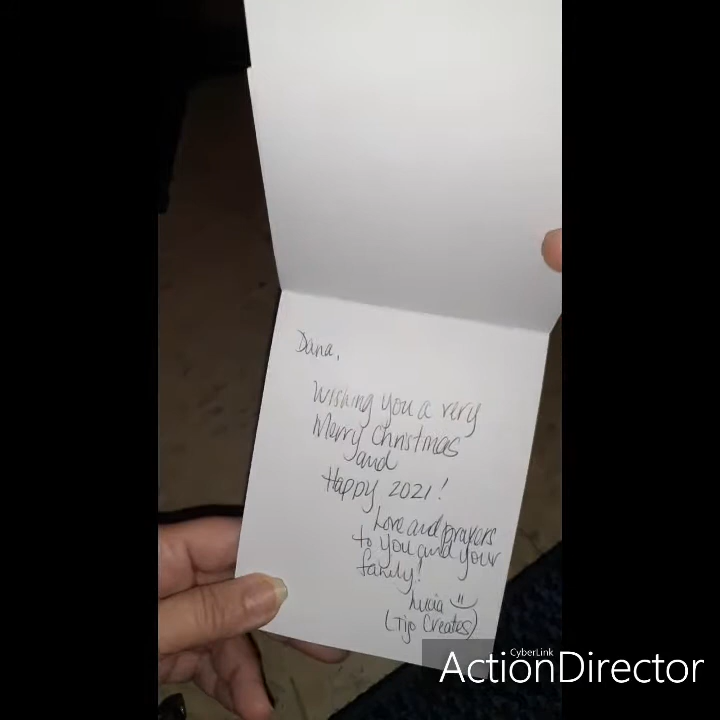 Dana,
Wishing you a very
Merry Christmas
and
Happy 2021!
Love and prayers
to you and your
family!
Lucia
(Tijo Creates)
CyberLink
ActionDirector